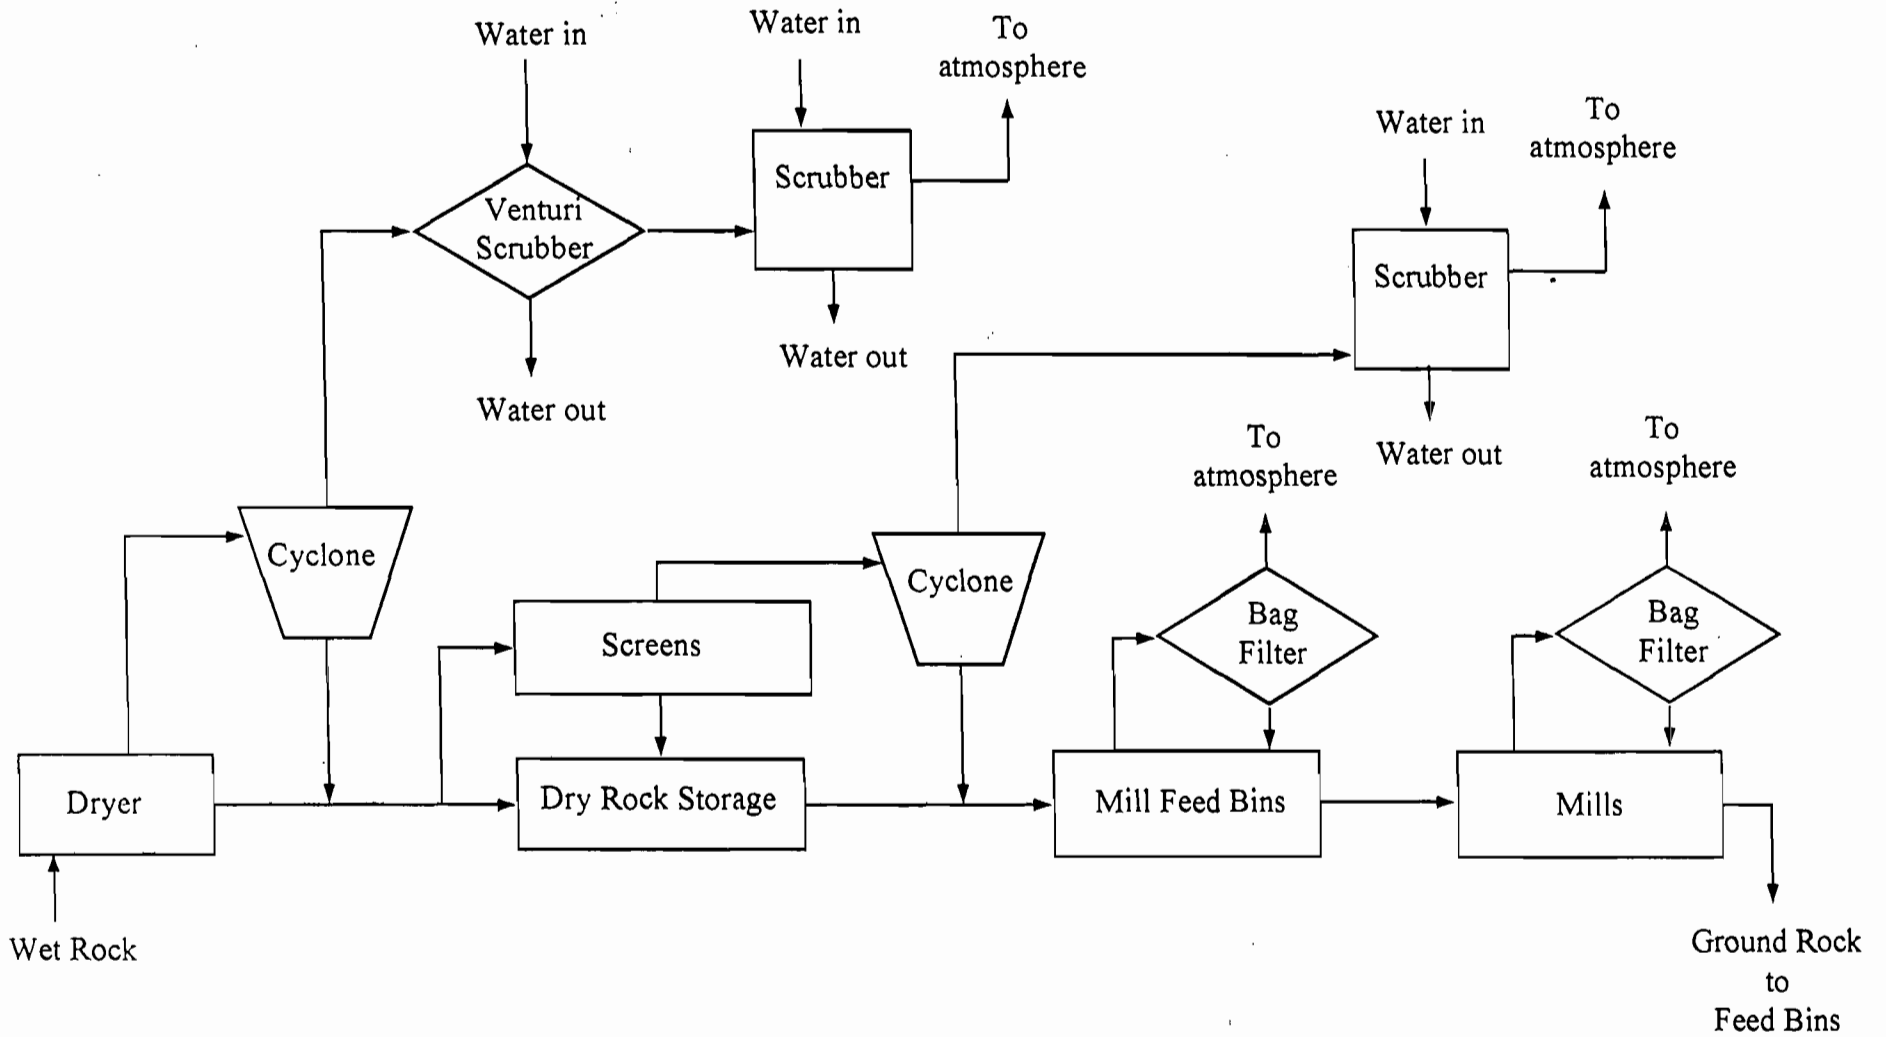 Water in
Water in
To
atmosphere
Water in
To
atmosphere
Venturi
Scrubber
Scrubber
Scrubber
Water out
Water out
Water out
To
atmosphere
To
atmosphere
Cyclone
Cyclone
Screens
Bag
Filter
Bag
Filter
Dryer
Dry Rock Storage
Mill Feed Bins
Mills
Wet Rock
Ground Rock
to
Feed Bins